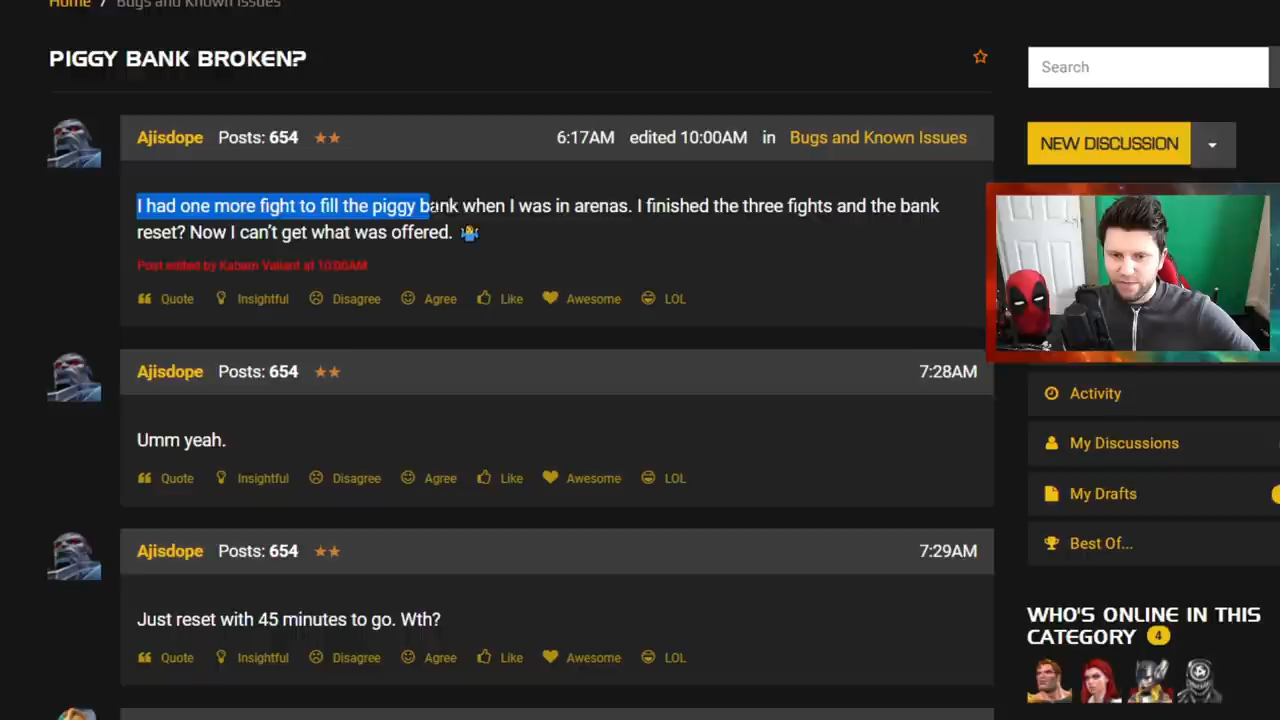 Home / Bugs and Known Issues
PIGGY BANK BROKEN?
Search
Ajisdope Posts: 654 6:17AM edited 10:00AM in Bugs and Known Issues
NEW DISCUSSION
I had one more fight to fill the piggy bank when I was in arenas. I finished the three fights and the bank
reset? Now I can't get what was offered. 🤷
Post edited by Kabam Valiant at 10:00AM
Quote Insightful Disagree Agree Like Awesome LOL
Ajisdope Posts: 654 7:28AM
Activity
Umm yeah.
My Discussions
Quote Insightful Disagree Agree Like Awesome LOL
My Drafts
Ajisdope Posts: 654 7:29AM
Best Of...
Just reset with 45 minutes to go. Wth?
WHO'S ONLINE IN THIS
CATEGORY 4
Quote Insightful Disagree Agree Like Awesome LOL